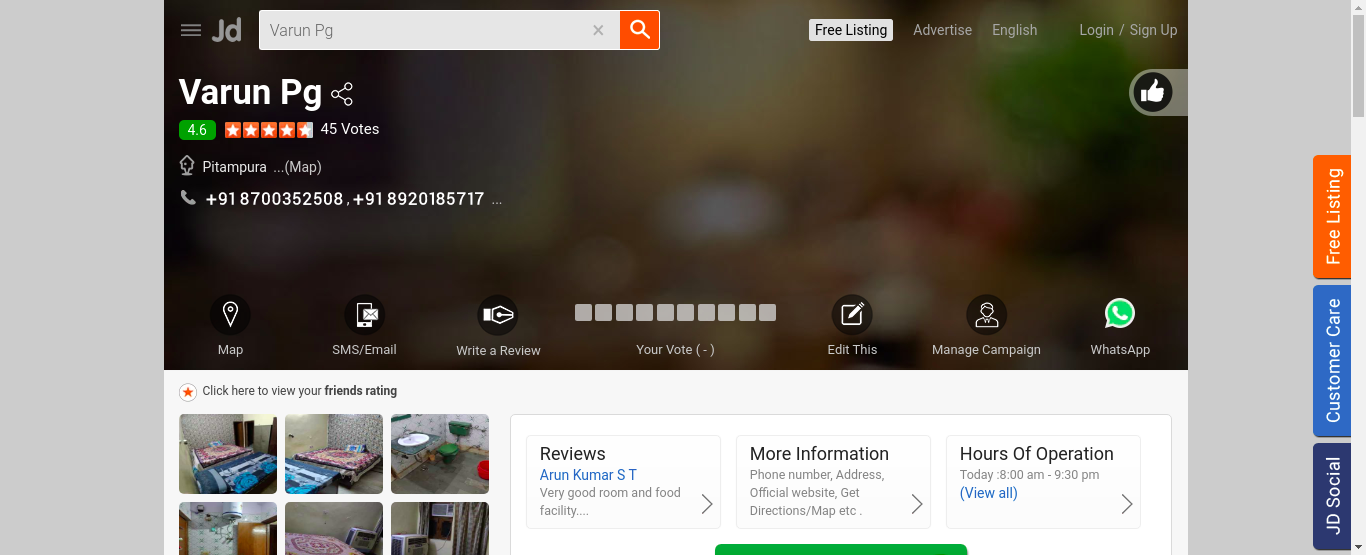 Jd
Varun Pg
Free Listing
Advertise
English
Login / Sign Up
Varun Pg
4.6
45 Votes
Pitampura ...(Map)
+91 8700352508 , +91 8920185717 ...
Map
SMS/Email
Write a Review
Your Vote ( - )
Edit This
Manage Campaign
WhatsApp
Click here to view your friends rating
Reviews
Arun Kumar S T
Very good room and food
facility....
More Information
Phone number, Address,
Official website, Get
Directions/Map etc .
Hours Of Operation
Today :8:00 am - 9:30 pm
(View all)
Free Listing
Customer Care
JD Social